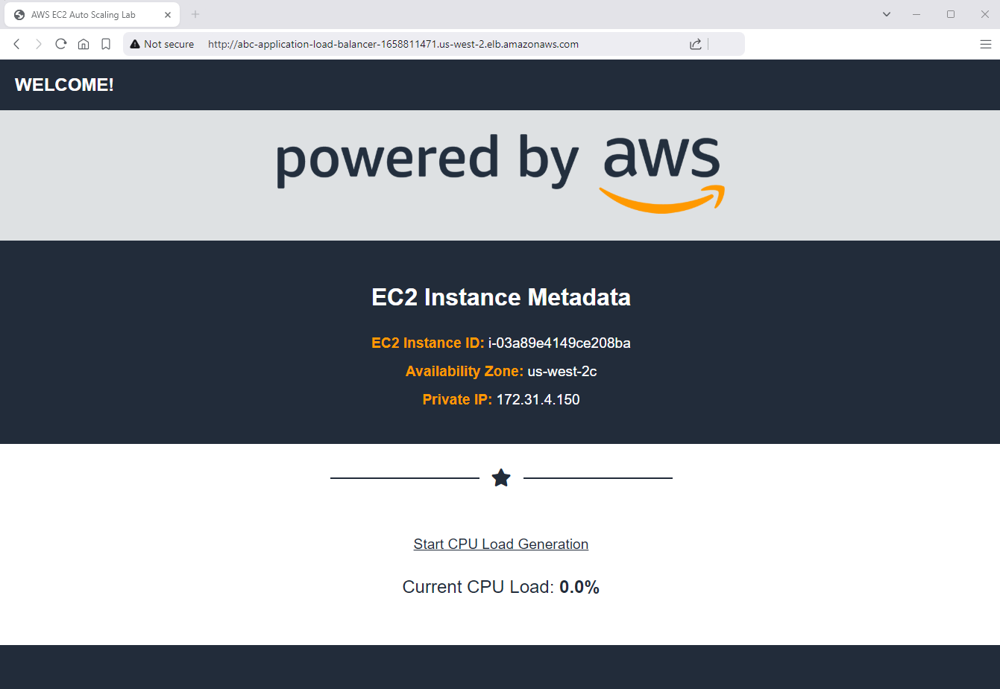 AWS EC2 Auto Scaling Lab
Not secure http://abc-application-load-balancer-1658811471.us-west-2.elb.amazonaws.com
WELCOME!
powered by aws
EC2 Instance Metadata
EC2 Instance ID: i-03a89e4149ce208ba
Availability Zone: us-west-2c
Private IP: 172.31.4.150
Start CPU Load Generation
Current CPU Load: 0.0%